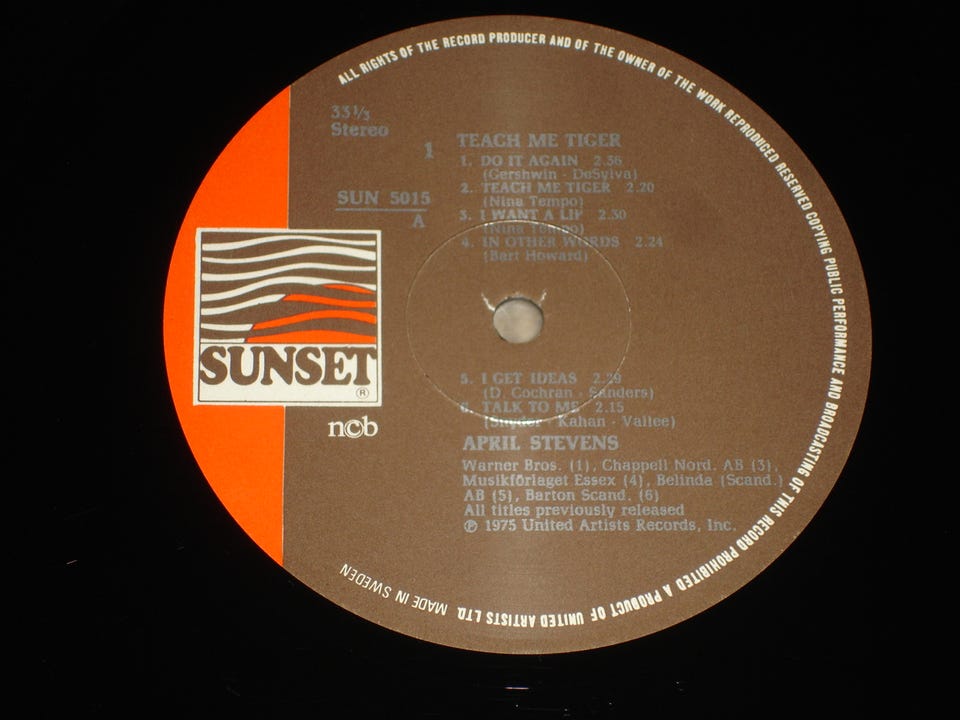 ALL RIGHTS OF THE RECORD PRODUCER AND OF THE OWNER OF THE WORK REPRODUCED RESERVED COPYING PUBLIC PERFORMANCE AND BROADCASTING OF THIS RECORD PROHIBITED A PRODUCT OF UNITED ARTISTS LTD. MADE IN SWEDEN
33⅓
Stereo
1 TEACH ME TIGER
1. DO IT AGAIN 2.36
(Gershwin - DeSylva)
2. TEACH ME TIGER 2.20
(Nina Tempo)
SUN 5015
A
3. I WANT A LIP 2.30
(Nina Tempo)
4. IN OTHER WORDS 2.24
(Bart Howard)
SUNSET
®
ncb
5. I GET IDEAS 2.29
(D. Cochran - Sanders)
6. TALK TO ME 2.15
(Snyder - Kahan - Vallee)
APRIL STEVENS
Warner Bros. (1), Chappell Nord. AB (3),
Musikförlaget Essex (4), Belinda (Scand.)
AB (5), Barton Scand. (6)
All titles previously released
℗ 1975 United Artists Records, Inc.